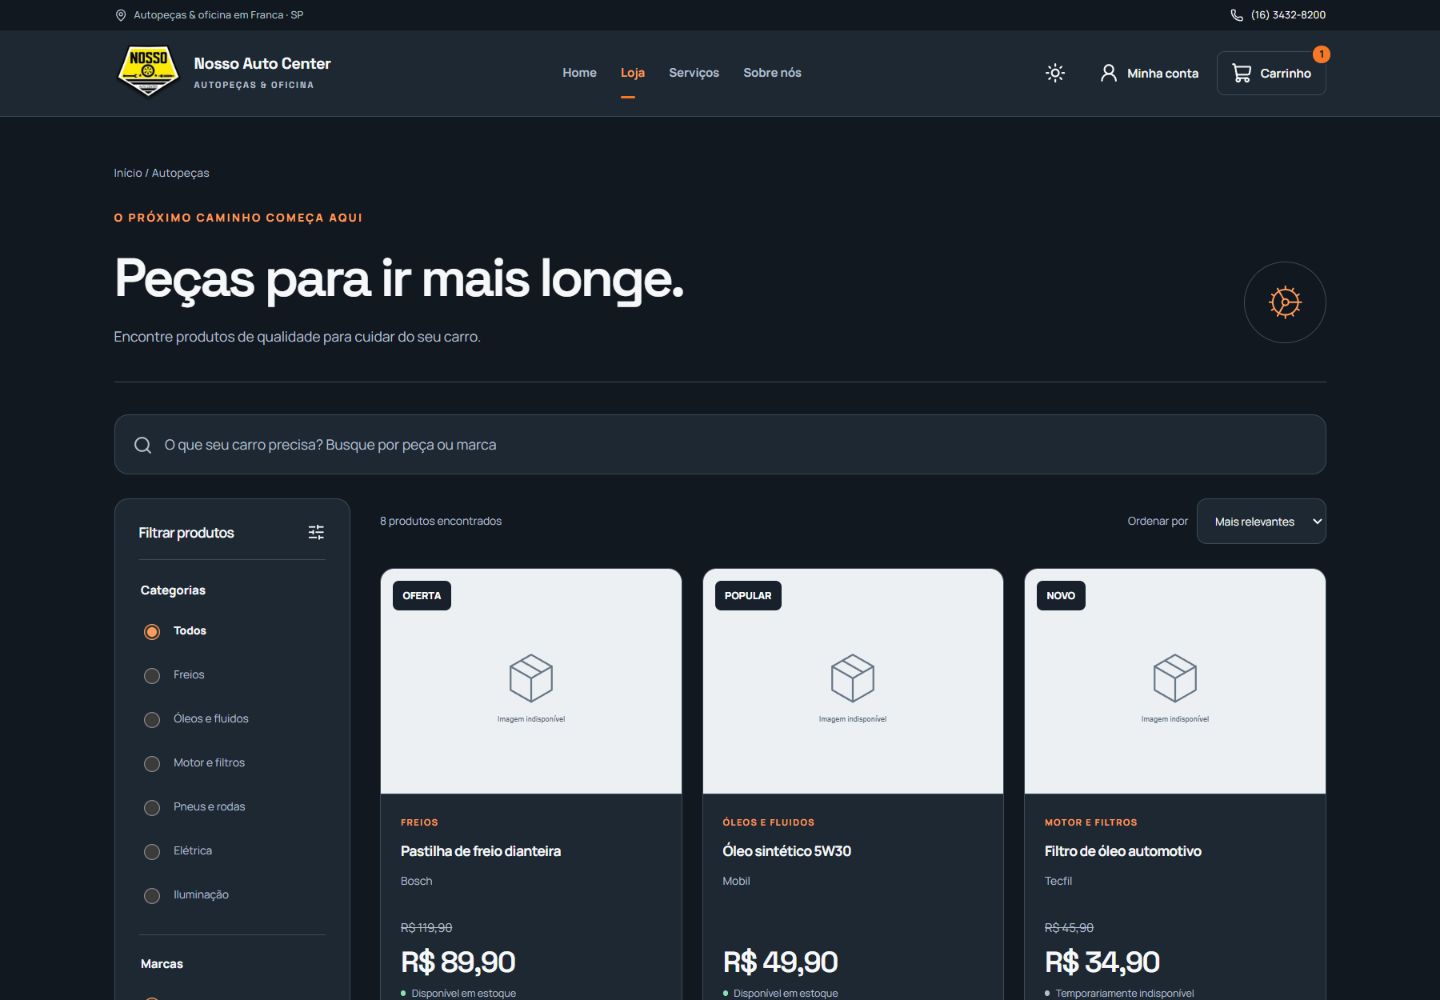 Autopeças & oficina em Franca · SP
(16) 3432-8200
NOSSO
Nosso Auto Center
AUTOPEÇAS & OFICINA
Home
Loja
Serviços
Sobre nós
Minha conta
Carrinho
1
Início / Autopeças
O PRÓXIMO CAMINHO COMEÇA AQUI
Peças para ir mais longe.
Encontre produtos de qualidade para cuidar do seu carro.
O que seu carro precisa? Busque por peça ou marca
Filtrar produtos
Categorias
Todos
Freios
Óleos e fluidos
Motor e filtros
Pneus e rodas
Elétrica
Iluminação
Marcas
8 produtos encontrados
Ordenar por
Mais relevantes
OFERTA
Imagem indisponível
FREIOS
Pastilha de freio dianteira
Bosch
R$ 119,90
R$ 89,90
Disponível em estoque
POPULAR
Imagem indisponível
ÓLEOS E FLUIDOS
Óleo sintético 5W30
Mobil
R$ 49,90
Disponível em estoque
NOVO
Imagem indisponível
MOTOR E FILTROS
Filtro de óleo automotivo
Tecfil
R$ 45,90
R$ 34,90
Temporariamente indisponível